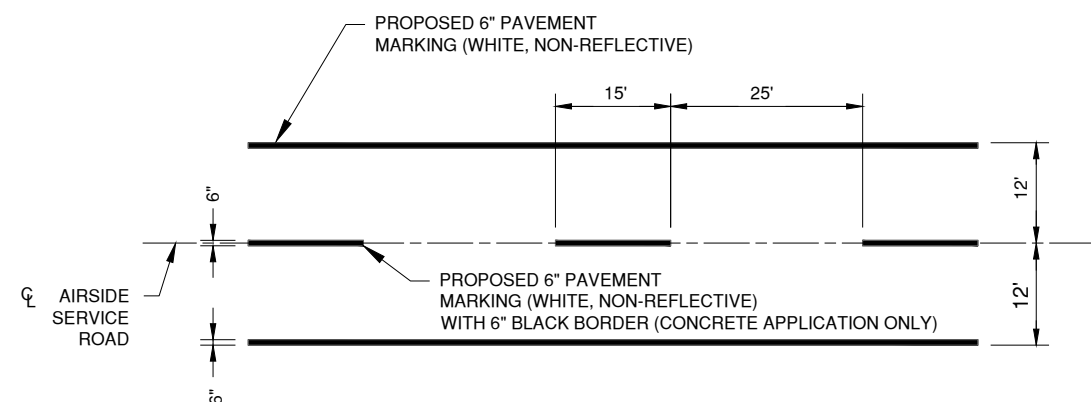 PROPOSED 6" PAVEMENT
MARKING (WHITE, NON-REFLECTIVE)
15'
25'
12'
6"
PROPOSED 6" PAVEMENT
MARKING (WHITE, NON-REFLECTIVE)
WITH 6" BLACK BORDER (CONCRETE APPLICATION ONLY)
℄ AIRSIDE
SERVICE
ROAD
12'
6"